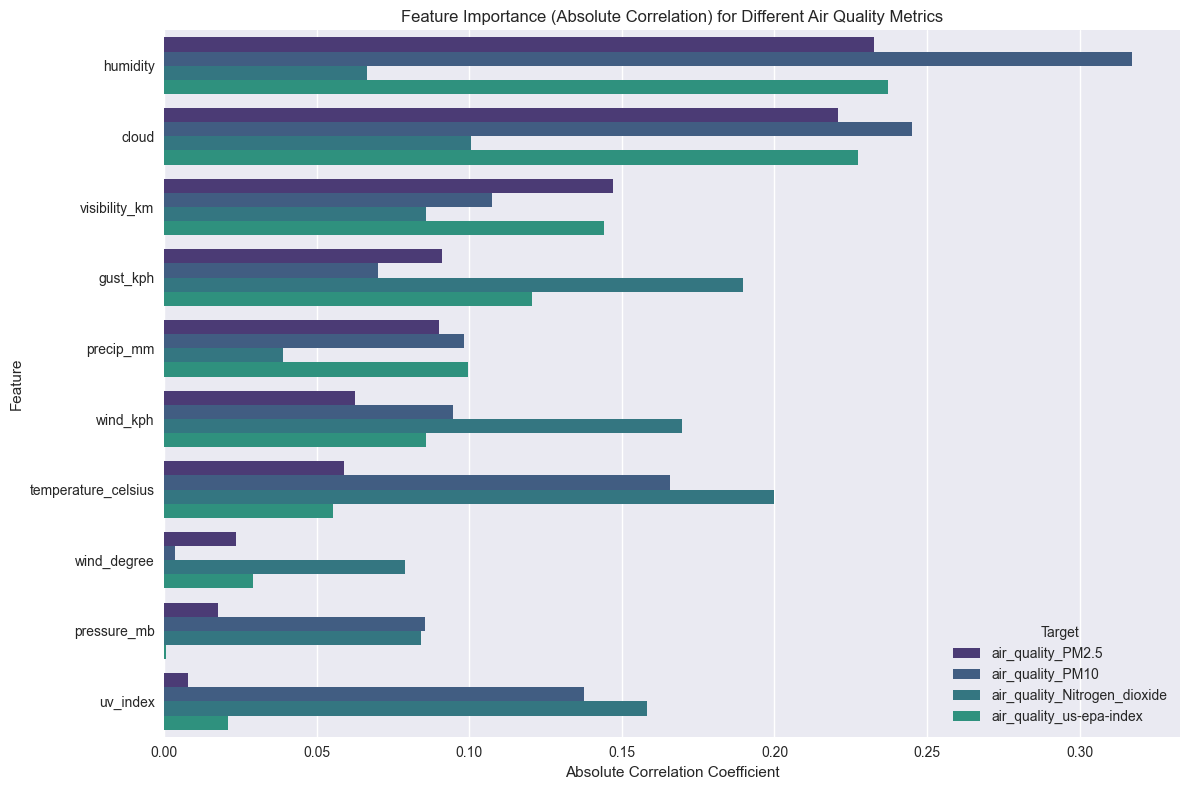 Feature Importance (Absolute Correlation) for Different Air Quality Metrics
Feature
humidity
cloud
visibility_km
gust_kph
precip_mm
wind_kph
temperature_celsius
wind_degree
pressure_mb
uv_index
Target
air_quality_PM2.5
air_quality_PM10
air_quality_Nitrogen_dioxide
air_quality_us-epa-index
0.00 0.05 0.10 0.15 0.20 0.25 0.30
Absolute Correlation Coefficient